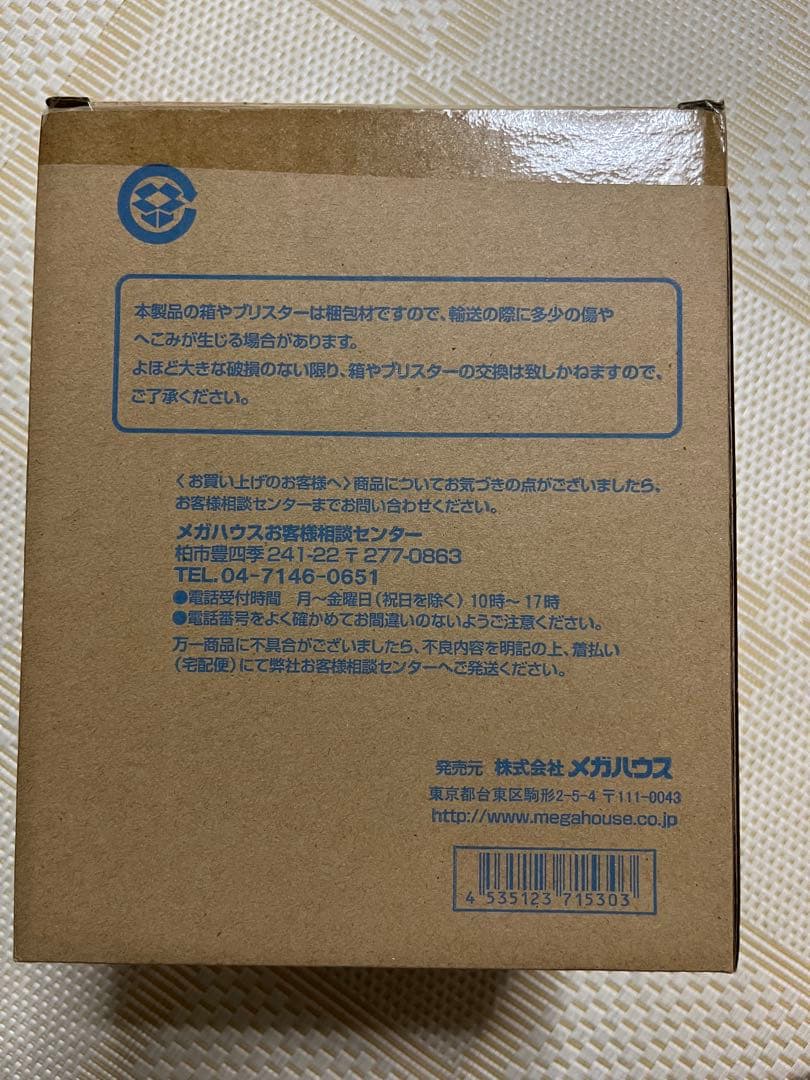 本製品の箱やブリスターは梱包材ですので、輸送の際に多少の傷や
へこみが生じる場合があります。
よほど大きな破損のない限り、箱やブリスターの交換は致しかねますので、
ご了承ください。
〈お買い上げのお客様へ〉商品についてお気づきの点がございましたら、
お客様相談センターまでお問い合わせください。
メガハウスお客様相談センター
柏市豊四季241-22 〒277-0863
TEL.04-7146-0651
●電話受付時間 月〜金曜日(祝日を除く)10時〜17時
●電話番号をよく確かめてお間違いのないようご注意ください。
万一商品に不具合がございましたら、不良内容を明記の上、着払い
(宅配便)にて弊社お客様相談センターへご発送ください。
発売元 株式会社メガハウス
東京都台東区駒形2-5-4 〒111-0043
http://www.megahouse.co.jp
4 535123 715303